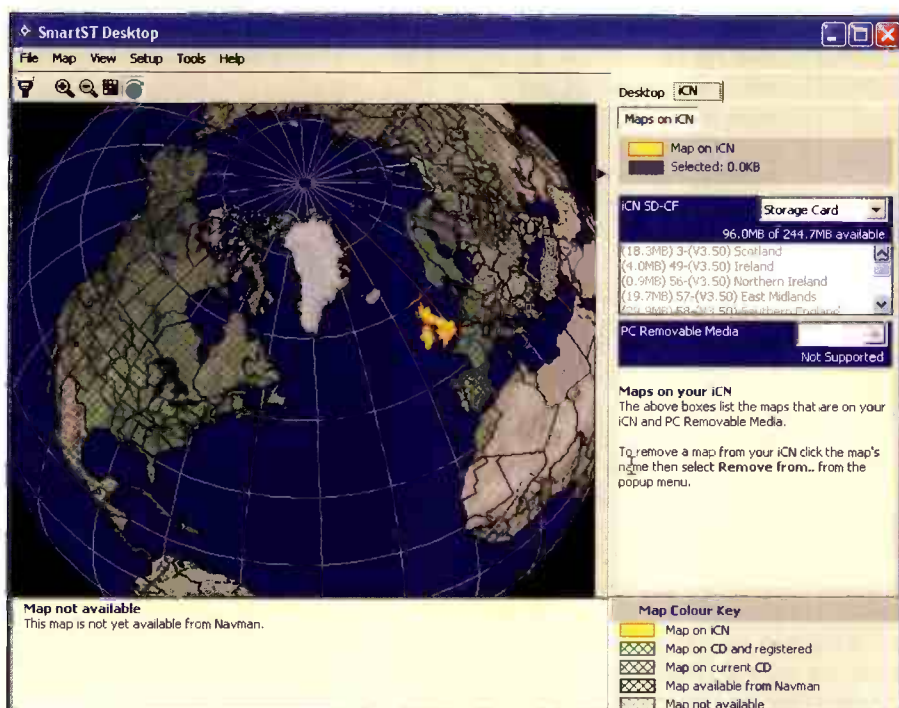 SmartST Desktop
File Map View Setup Tools Help
Desktop iCN
Maps on iCN
Map on iCN
Selected: 0.0KB
iCN SD-CF Storage Card
96.0MB of 244.7MB available
(18.3MB) 3-(V3.50) Scotland
(4.0MB) 49-(V3.50) Ireland
(0.9MB) 56-(V3.50) Northern Ireland
(19.7MB) 57-(V3.50) East Midlands
58-(V3.50) Southern England
PC Removable Media
Not Supported
Maps on your iCN
The above boxes list the maps that are on your
iCN and PC Removable Media.
To remove a map from your iCN click the map's
name then select Remove from.. from the
popup menu.
Map not available
This map is not yet available from Navman.
Map Colour Key
Map on iCN
Map on CD and registered
Map on current CD
Map available from Navman
Map not available